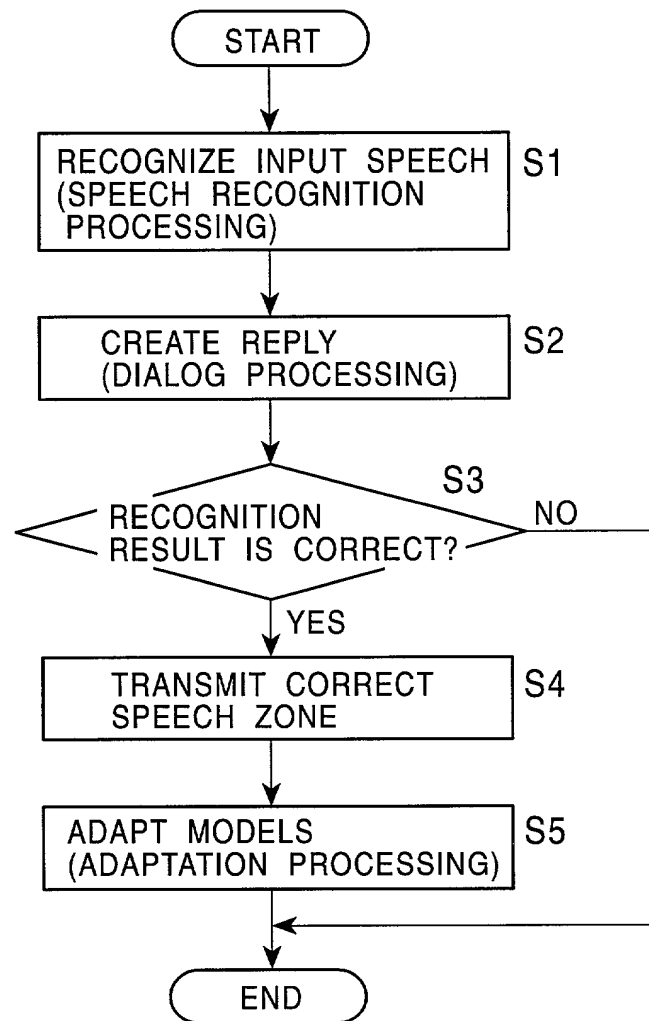 START
RECOGNIZE INPUT SPEECH
(SPEECH RECOGNITION
PROCESSING)
S1
CREATE REPLY
(DIALOG PROCESSING)
S2
S3
RECOGNITION
RESULT IS CORRECT?
NO
YES
TRANSMIT CORRECT
SPEECH ZONE
S4
ADAPT MODELS
(ADAPTATION PROCESSING)
S5
END